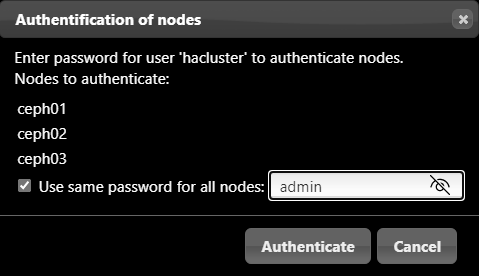 Authentification of nodes
Enter password for user 'hacluster' to authenticate nodes.
Nodes to authenticate:
ceph01
ceph02
ceph03
Use same password for all nodes: admin
Authenticate Cancel